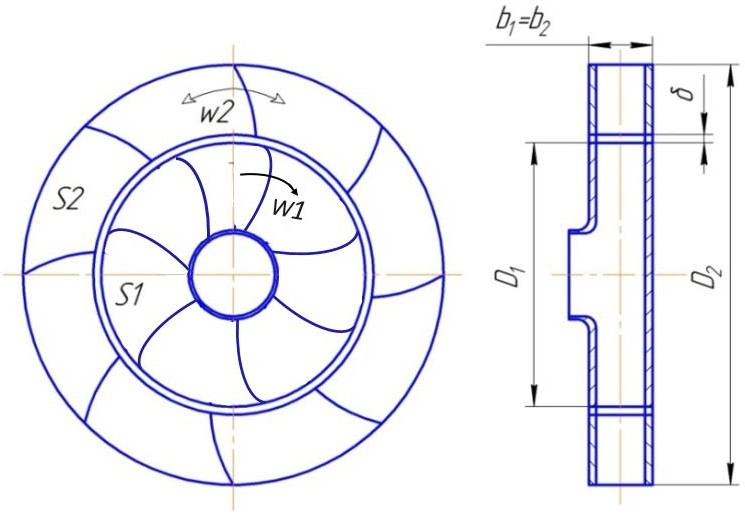 b₁=b₂
w2
δ
S2
w1
S1
D₁
D₂